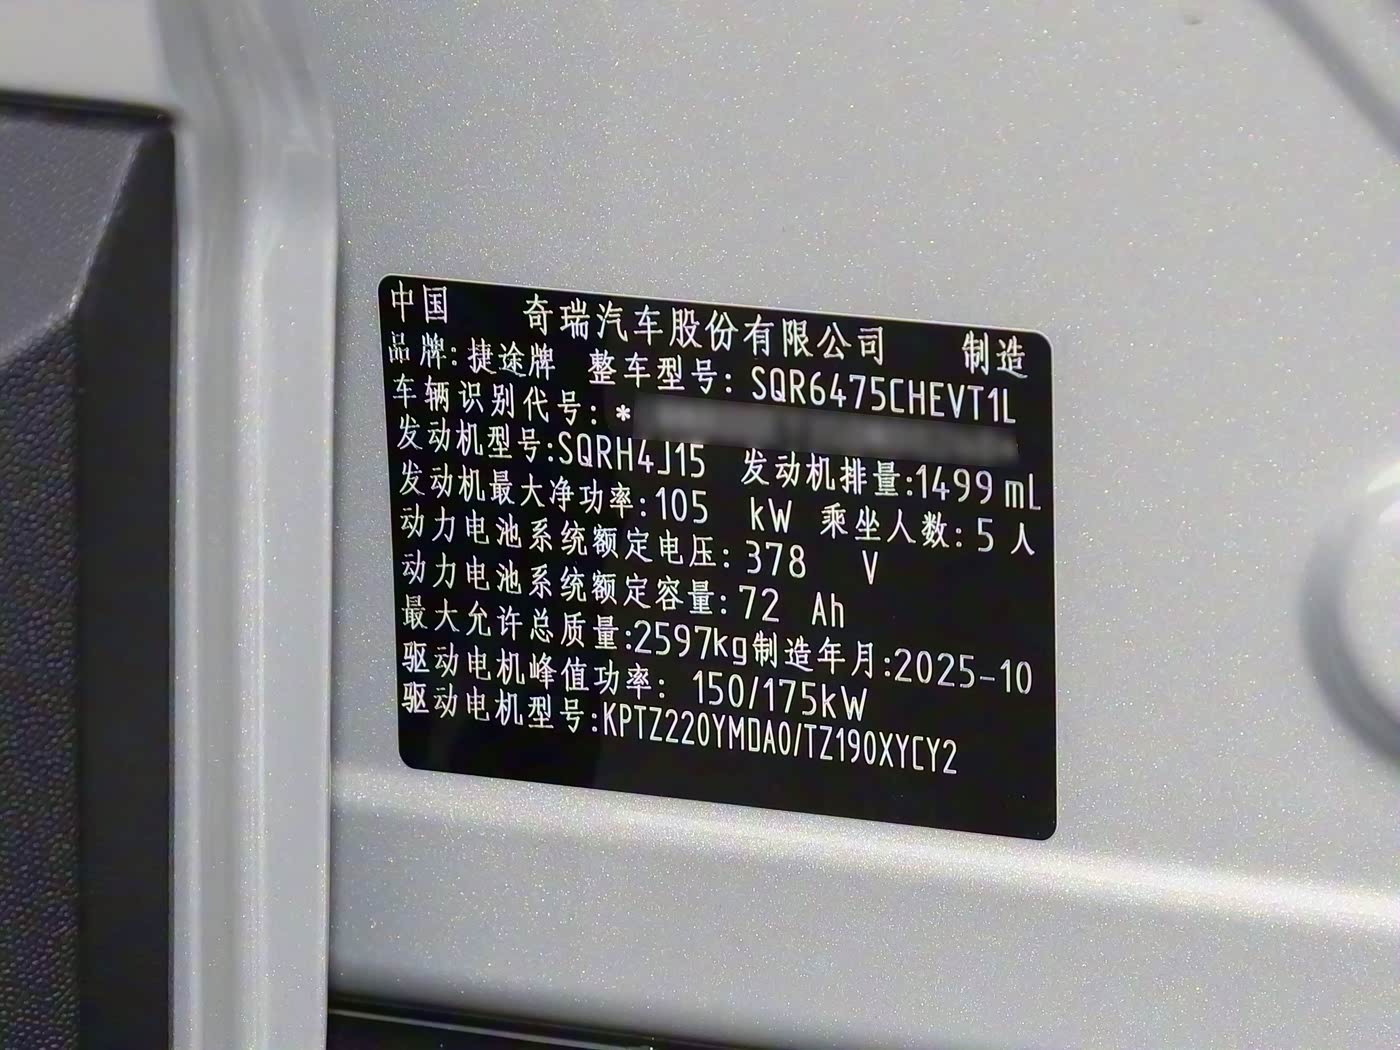 中国 奇瑞汽车股份有限公司 制造
品牌:捷途牌 整车型号:SQR6475CHEVT1L
车辆识别代号:*
发动机型号:SQRH4J15 发动机排量:1499mL
发动机最大净功率:105 kW 乘坐人数:5人
动力电池系统额定电压:378 V
动力电池系统额定容量:72 Ah
最大允许总质量:2597kg制造年月:2025-10
驱动电机峰值功率:150/175kW
驱动电机型号:KPTZ220YMDA0/TZ190XYCY2